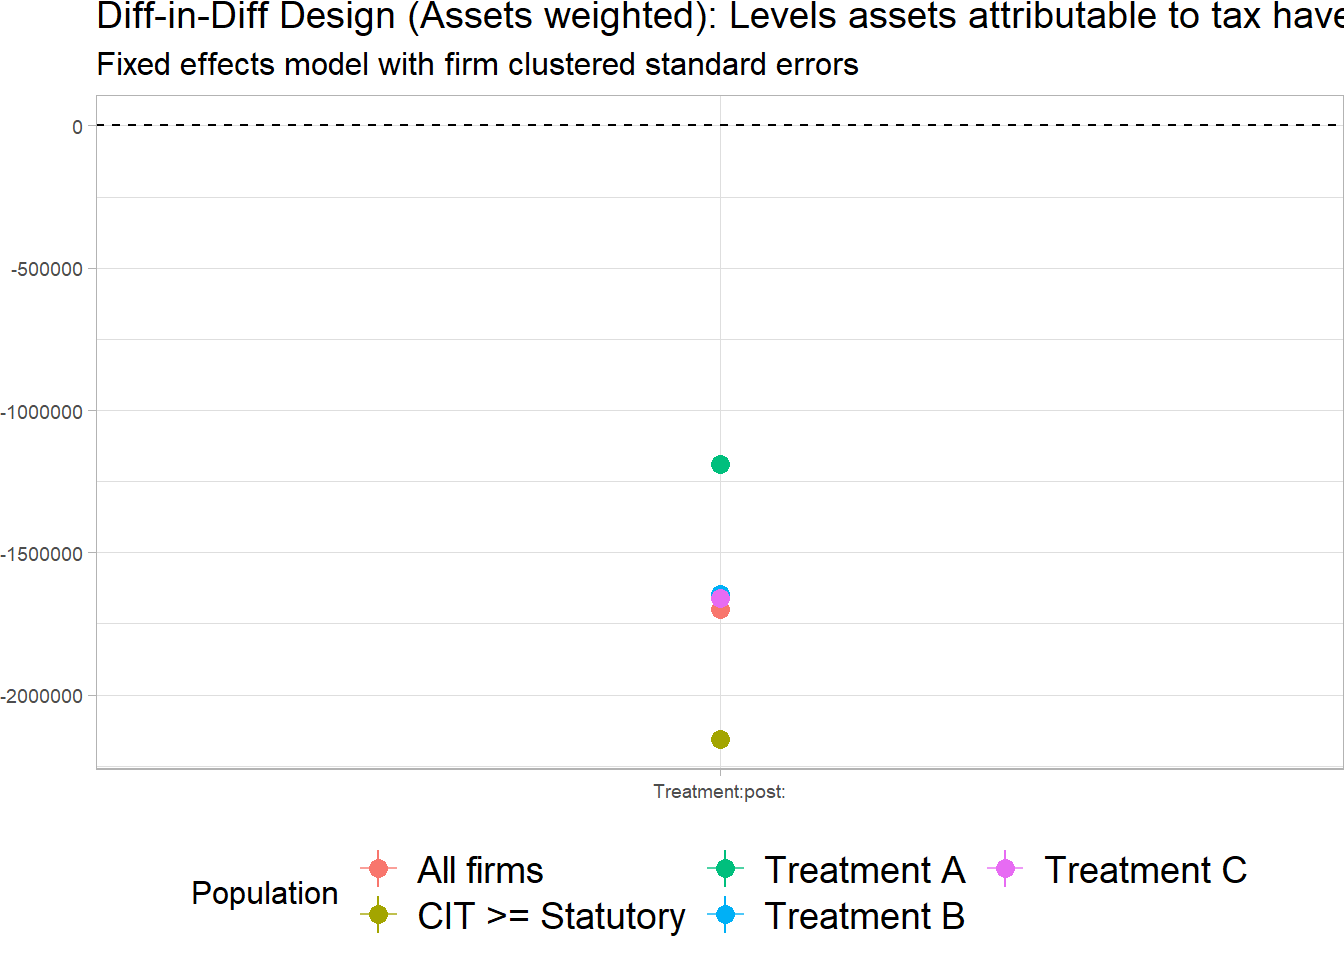 Diff-in-Diff Design (Assets weighted): Levels assets attributable to tax have
Fixed effects model with firm clustered standard errors
0
-500000
-1000000
-1500000
-2000000
Treatment:post:
Population
All firms
CIT >= Statutory
Treatment A
Treatment B
Treatment C